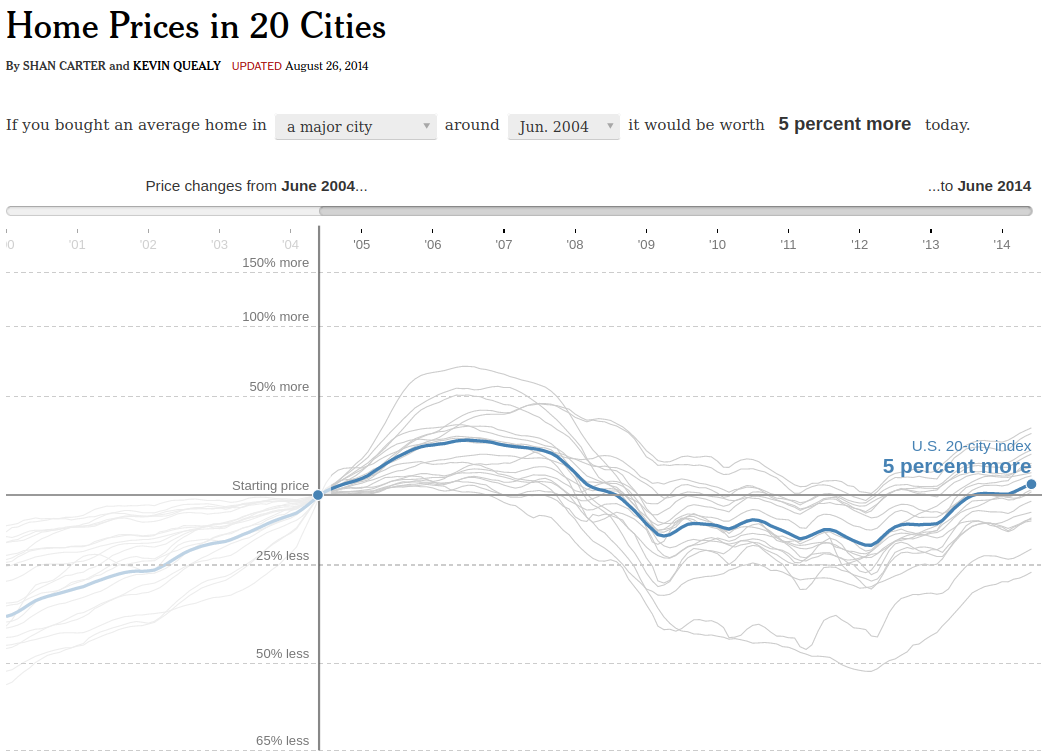 Home Prices in 20 Cities
By SHAN CARTER and KEVIN QUEALY UPDATED August 26, 2014
If you bought an average home in a major city around Jun. 2004 it would be worth 5 percent more today.
Price changes from June 2004... ...to June 2014
'01 '02 '03 '04 '05 '06 '07 '08 '09 '10 '11 '12 '13 '14
150% more
100% more
50% more
U.S. 20-city index
5 percent more
Starting price
25% less
50% less
65% less